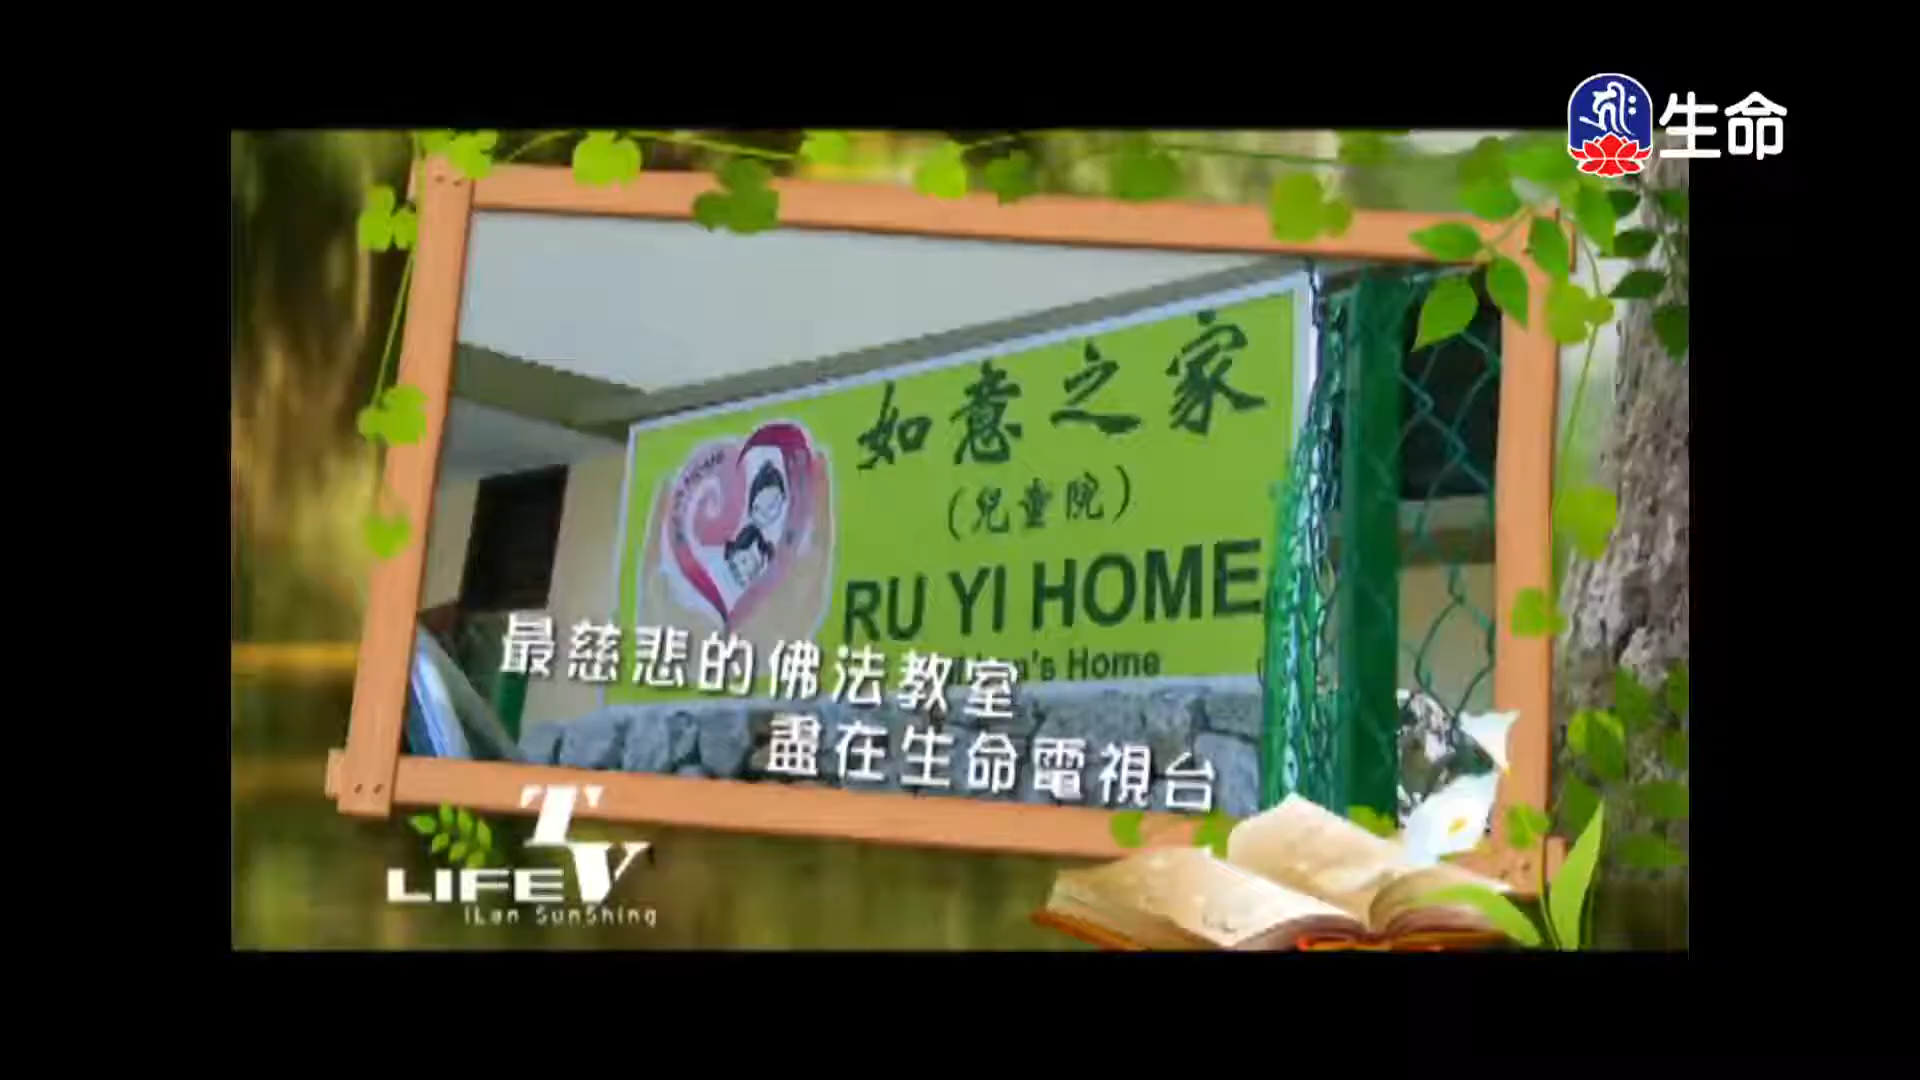 生命
如意之家
(兒童院)
RU YI HOME
's Home
最慈悲的佛法教室
盡在生命電視台
TV
LIFE
iLan SunShing